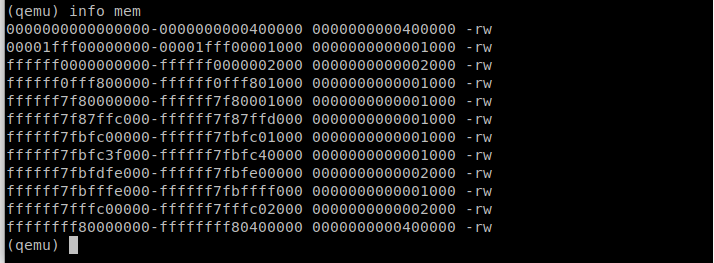 (qemu) info mem
0000000000000000-0000000000400000 0000000000400000 -rw
00001fff00000000-00001fff00001000 0000000000001000 -rw
ffffff0000000000-ffffff0000002000 0000000000002000 -rw
ffffff0fff800000-ffffff0fff801000 0000000000001000 -rw
ffffff7f80000000-ffffff7f80001000 0000000000001000 -rw
ffffff7f87ffc000-ffffff7f87ffd000 0000000000001000 -rw
ffffff7fbfc00000-ffffff7fbfc01000 0000000000001000 -rw
ffffff7fbfc3f000-ffffff7fbfc40000 0000000000001000 -rw
ffffff7fbfdfe000-ffffff7fbfe00000 0000000000002000 -rw
ffffff7fbfffe000-ffffff7fbffff000 0000000000001000 -rw
ffffff7fffc00000-ffffff7fffc02000 0000000000002000 -rw
ffffffff80000000-ffffffff80400000 0000000000400000 -rw
(qemu)